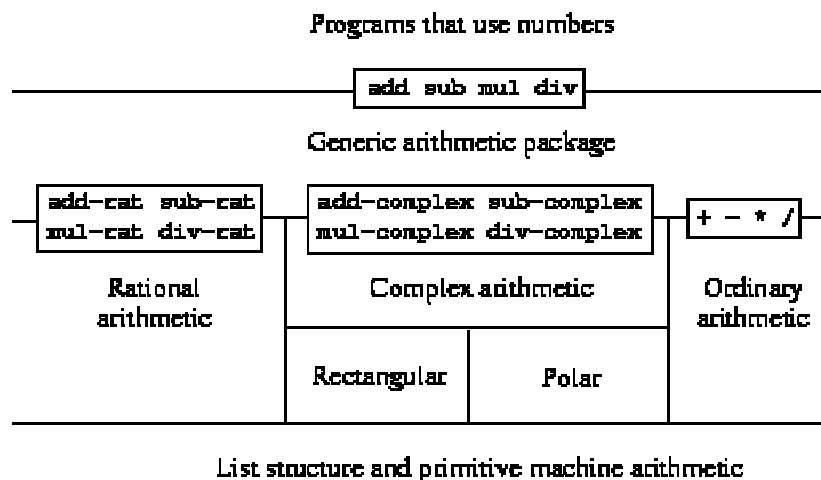 Programs that use numbers
add sub mul div
Generic arithmetic package
add-rat sub-rat
mul-rat div-rat
add-complex sub-complex
mul-complex div-complex
+ - * /
Rational
arithmetic
Complex arithmetic
Ordinary
arithmetic
Rectangular
Polar
List structure and primitive machine arithmetic